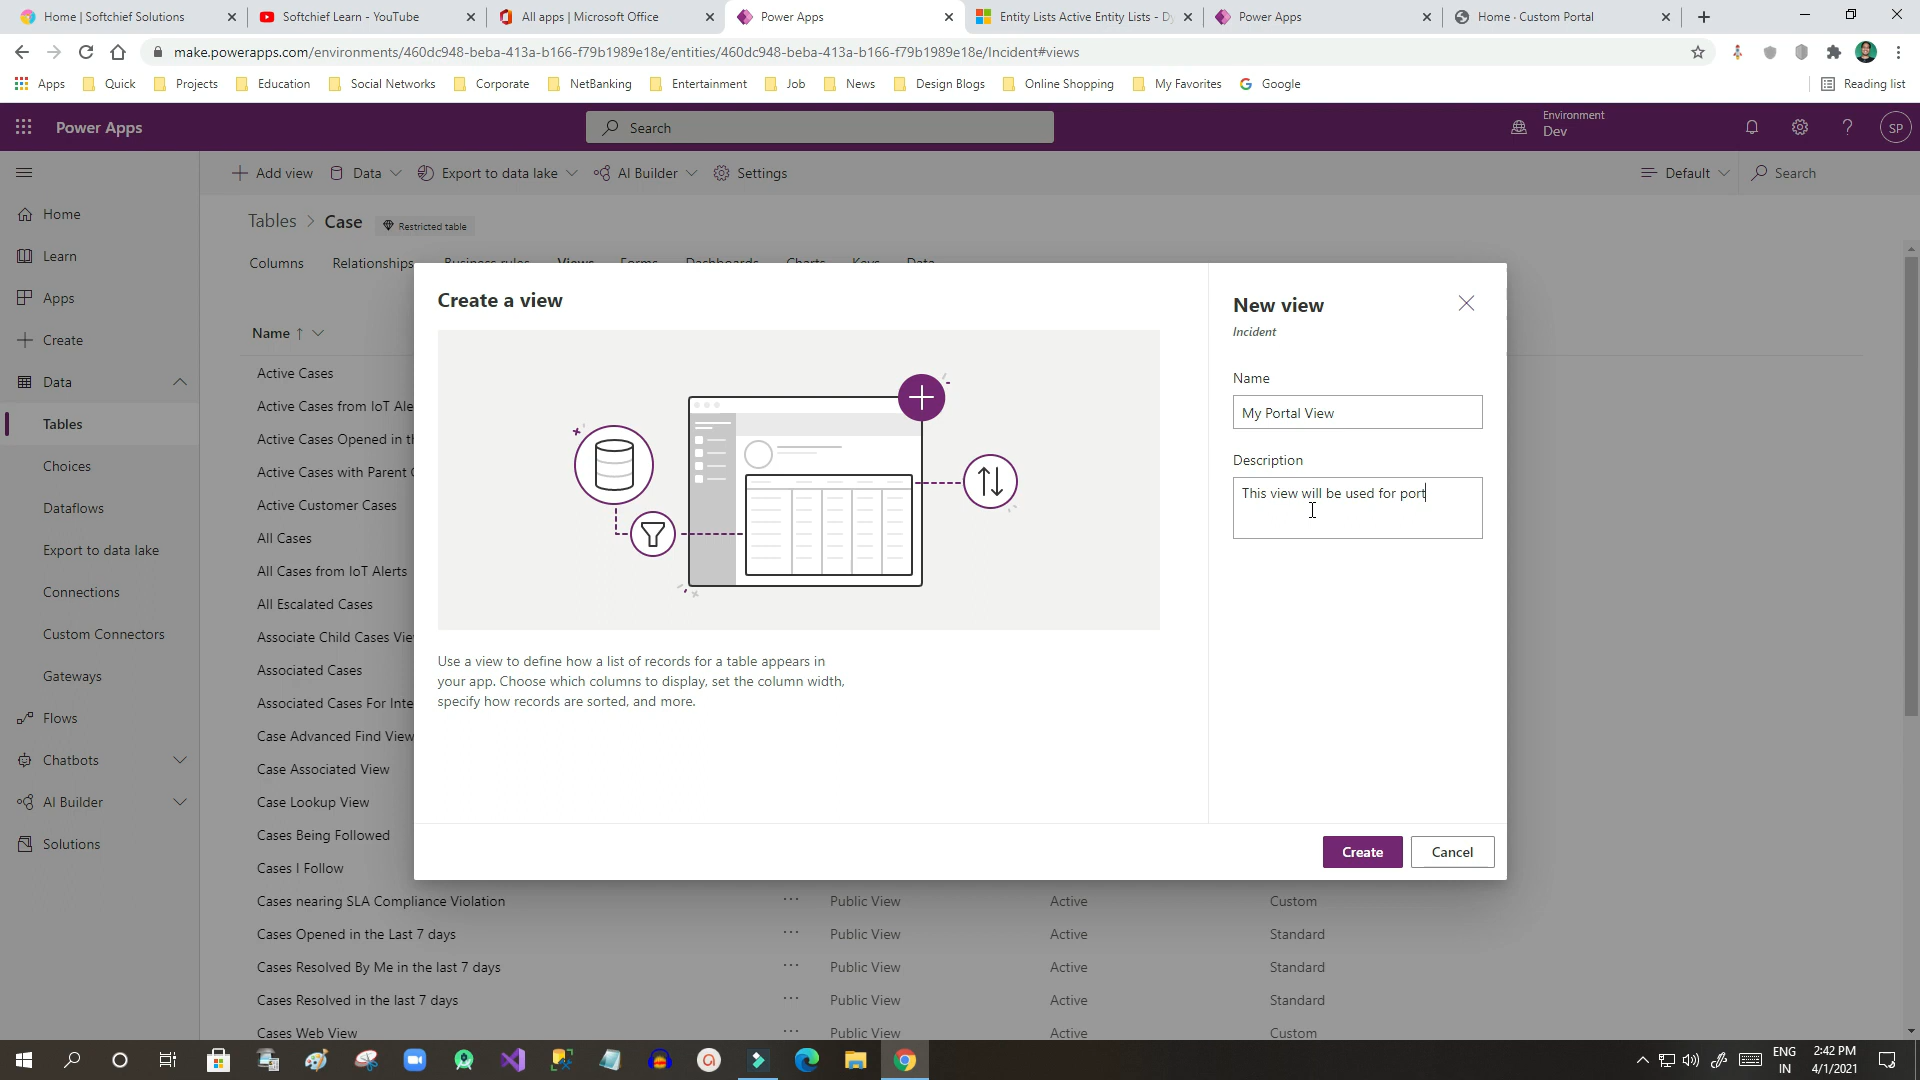 Home | Softchief Solutions
Softchief Learn - YouTube
All apps | Microsoft Office
Power Apps
Entity Lists Active Entity Lists - Dy
Power Apps
Home · Custom Portal
make.powerapps.com/environments/460dc948-beba-413a-b166-f79b1989e18e/entities/460dc948-beba-413a-b166-f79b1989e18e/Incident#views
Apps
Quick
Projects
Education
Social Networks
Corporate
NetBanking
Entertainment
Job
News
Design Blogs
Online Shopping
My Favorites
Google
Reading list
Power Apps
Search
Environment
Dev
SP
Add view
Data
Export to data lake
AI Builder
Settings
Default
Search
Home
Learn
Apps
Create
Data
Tables
Choices
Dataflows
Export to data lake
Connections
Custom Connectors
Gateways
Flows
Chatbots
AI Builder
Solutions
Tables > Case
Restricted table
Columns
Relationships
Business rules
Views
Forms
Dashboards
Charts
Keys
Data
Name ↑
Active Cases
Active Cases from IoT Ale
Active Cases Opened in th
Active Cases with Parent C
Active Customer Cases
All Cases
All Cases from IoT Alerts
All Escalated Cases
Associate Child Cases Vie
Associated Cases
Associated Cases For Inte
Case Advanced Find View
Case Associated View
Case Lookup View
Cases Being Followed
Cases I Follow
Cases nearing SLA Compliance Violation ... Public View Active Custom
Cases Opened in the Last 7 days ... Public View Active Standard
Cases Resolved By Me in the last 7 days ... Public View Active Standard
Cases Resolved in the last 7 days ... Public View Active Standard
Cases Web View ... Public View Active Custom
Create a view
Use a view to define how a list of records for a table appears in
your app. Choose which columns to display, set the column width,
specify how records are sorted, and more.
New view
Incident
Name
My Portal View
Description
This view will be used for port
Create
Cancel
ENG
IN
2:42 PM
4/1/2021